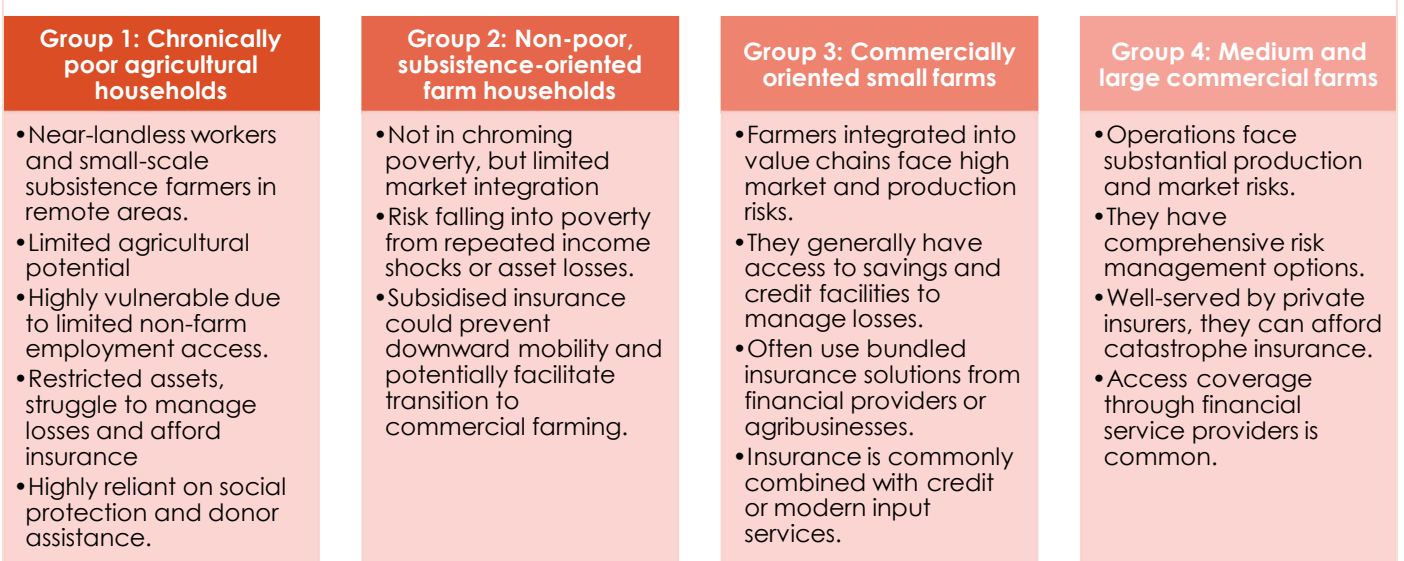 Group 1: Chronically
poor agricultural
households
•Near-landless workers
and small-scale
subsistence farmers in
remote areas.
•Limited agricultural
potential
•Highly vulnerable due
to limited non-farm
employment access.
•Restricted assets,
struggle to manage
losses and afford
insurance
•Highly reliant on social
protection and donor
assistance.
Group 2: Non-poor,
subsistence-oriented
farm households
•Not in chroming
poverty, but limited
market integration
•Risk falling into poverty
from repeated income
shocks or asset losses.
•Subsidised insurance
could prevent
downward mobility and
potentially facilitate
transition to
commercial farming.
Group 3: Commercially
oriented small farms
•Farmers integrated into
value chains face high
market and production
risks.
•They generally have
access to savings and
credit facilities to
manage losses.
•Often use bundled
insurance solutions from
financial providers or
agribusinesses.
•Insurance is commonly
combined with credit
or modern input
services.
Group 4: Medium and
large commercial farms
•Operations face
substantial production
and market risks.
•They have
comprehensive risk
management options.
•Well-served by private
insurers, they can afford
catastrophe insurance.
•Access coverage
through financial
service providers is
common.